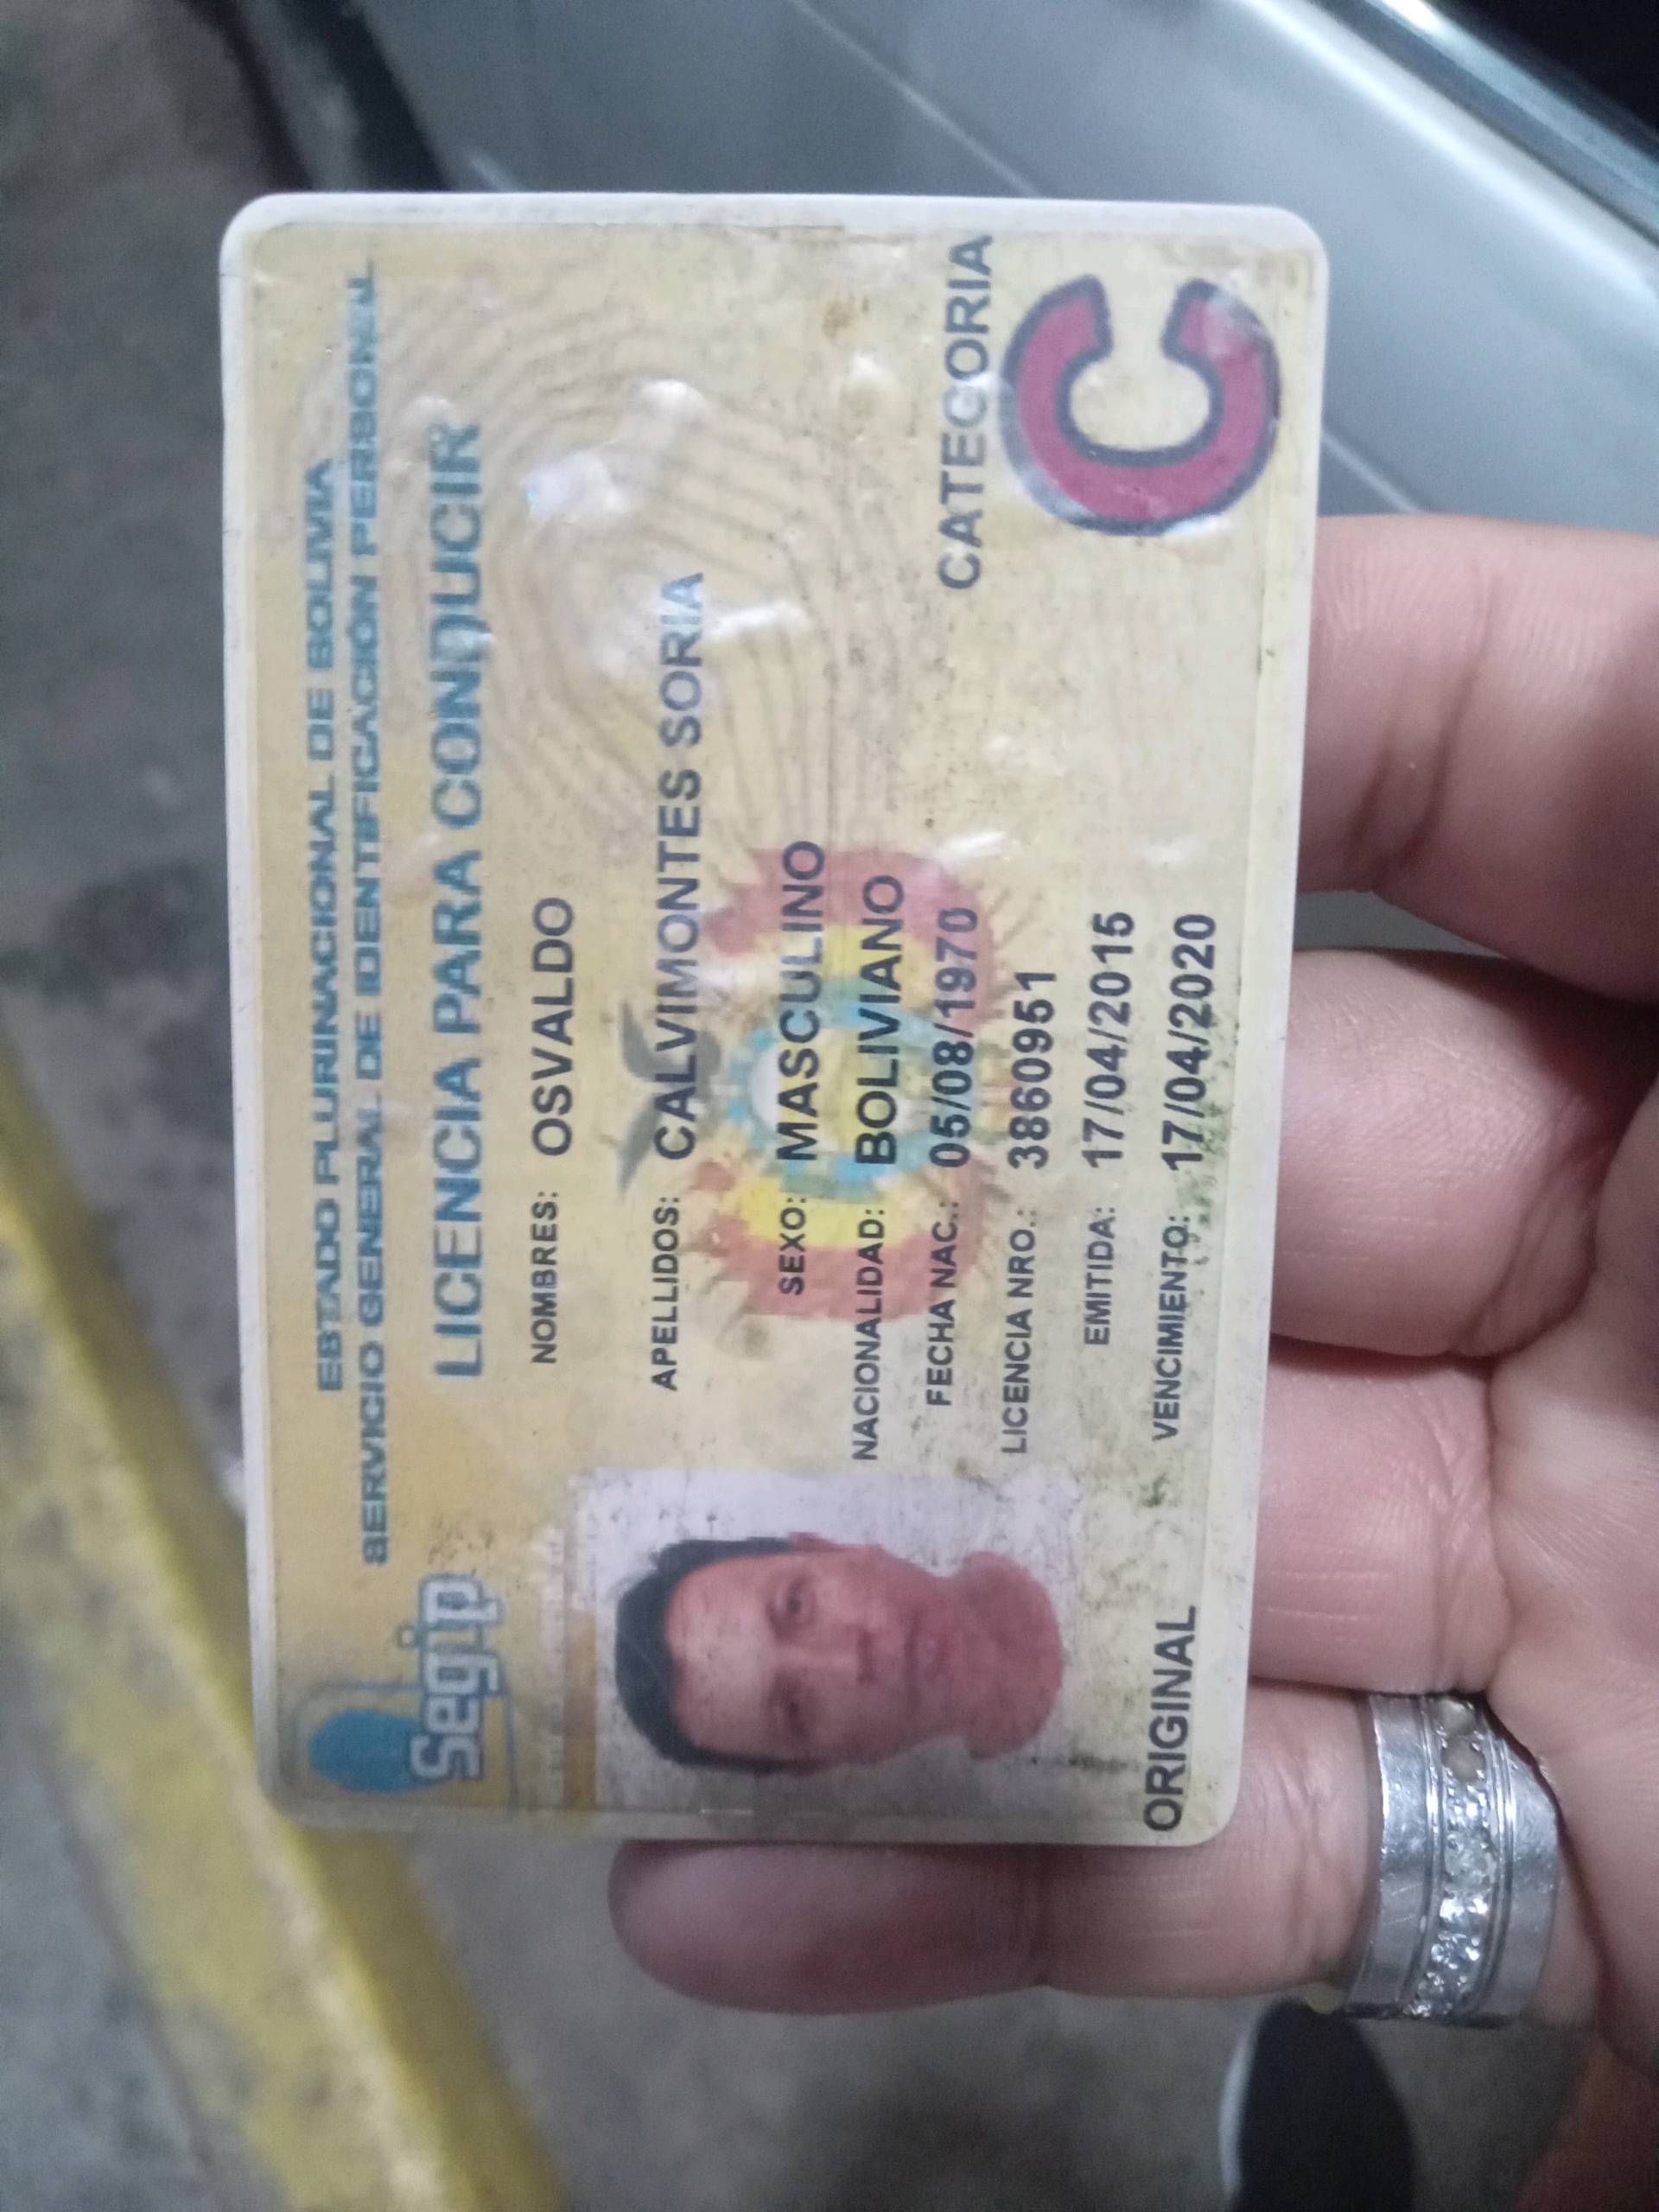 ESTADO PLURINACIONAL DE BOLIVIA
SERVICIO GENERAL DE IDENTIFICACIÓN PERSONAL
Segip
LICENCIA PARA CONDUCIR
NOMBRES: OSVALDO
APELLIDOS: CALVIMONTES SORIA
SEXO: MASCULINO
NACIONALIDAD: BOLIVIANO
FECHA NAC.: 05/08/1970
LICENCIA NRO.: 3860951
EMITIDA: 17/04/2015
VENCIMIENTO: 17/04/2020
CATEGORIA
C
ORIGINAL